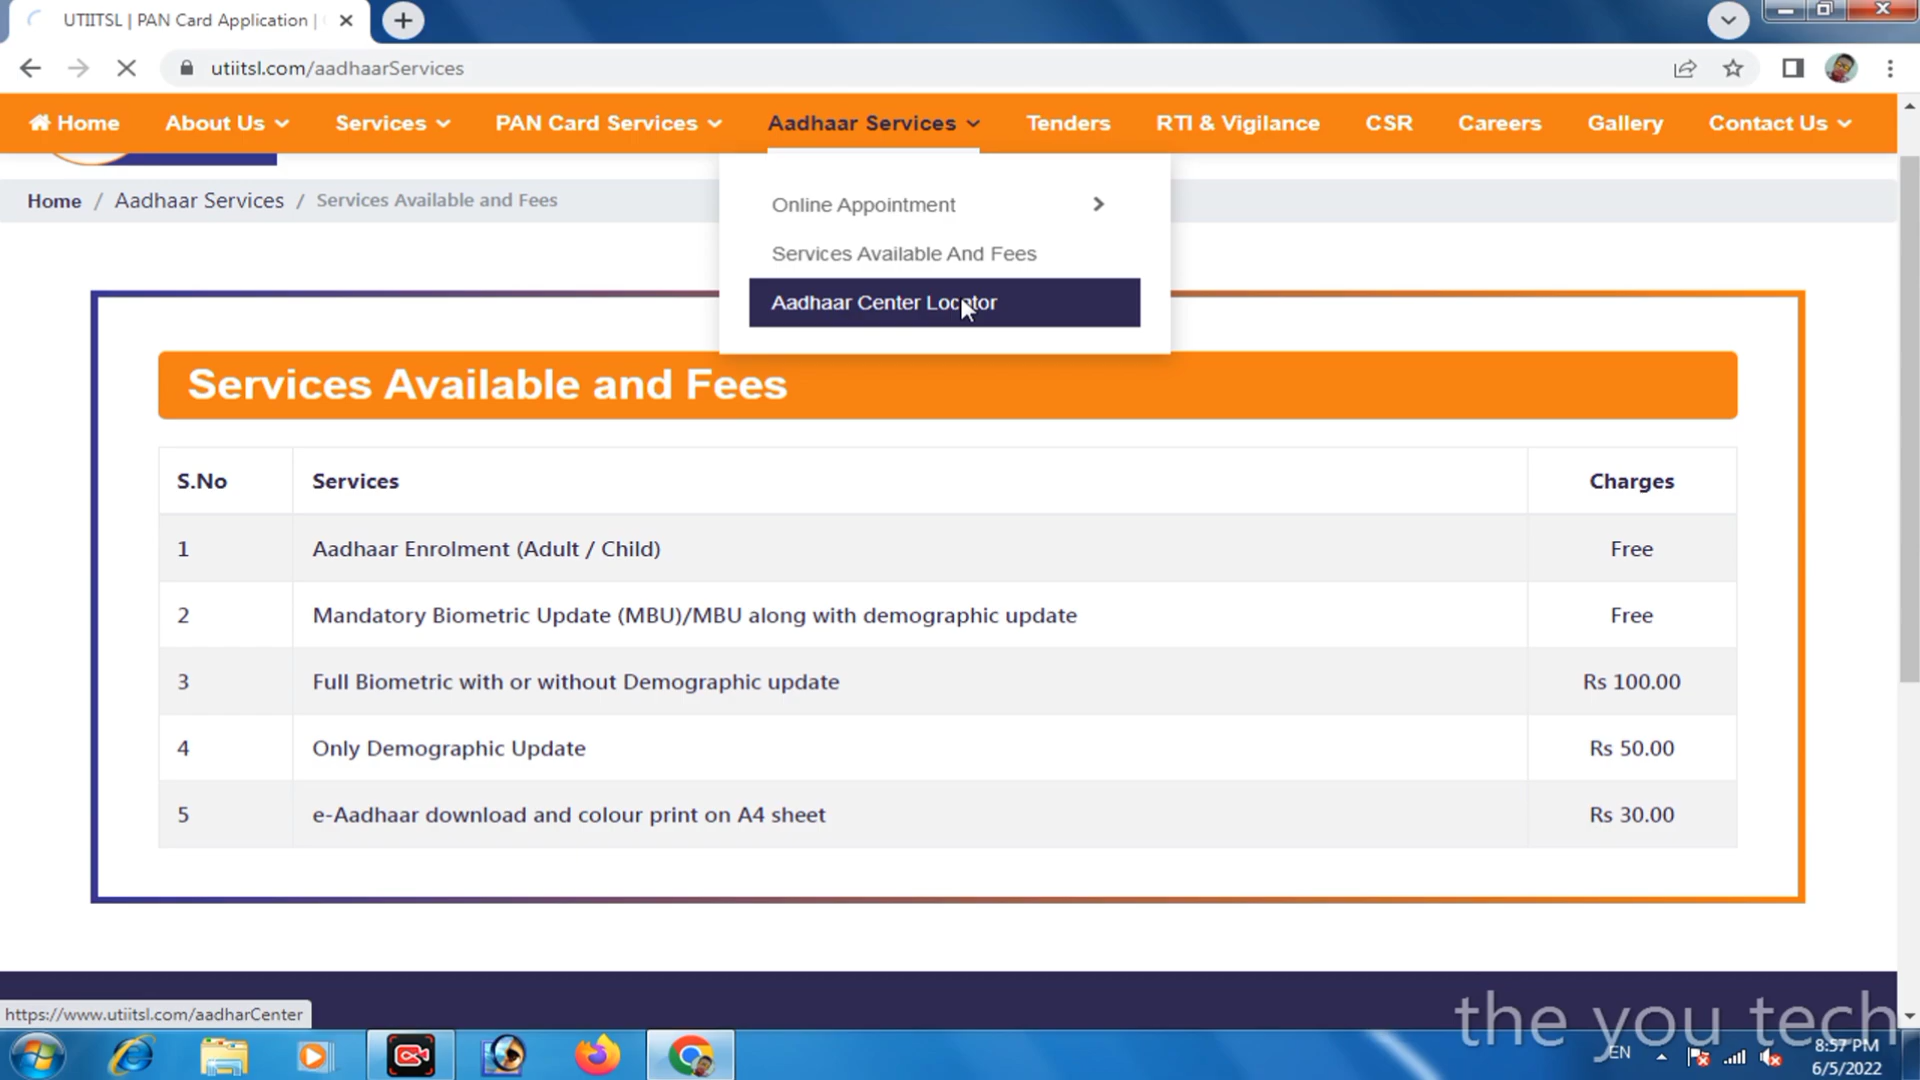 UTIITSL | PAN Card Application |
utiitsl.com/aadhaarServices
Home About Us Services PAN Card Services Aadhaar Services Tenders RTI & Vigilance CSR Careers Gallery Contact Us
Home / Aadhaar Services / Services Available and Fees
Online Appointment
Services Available And Fees
Aadhaar Center Locator
Services Available and Fees
S.No Services Charges
1 Aadhaar Enrolment (Adult / Child) Free
2 Mandatory Biometric Update (MBU)/MBU along with demographic update Free
3 Full Biometric with or without Demographic update Rs 100.00
4 Only Demographic Update Rs 50.00
5 e-Aadhaar download and colour print on A4 sheet Rs 30.00
https://www.utiitsl.com/aadharCenter
the you tech
EN
8:57 PM
6/5/2022